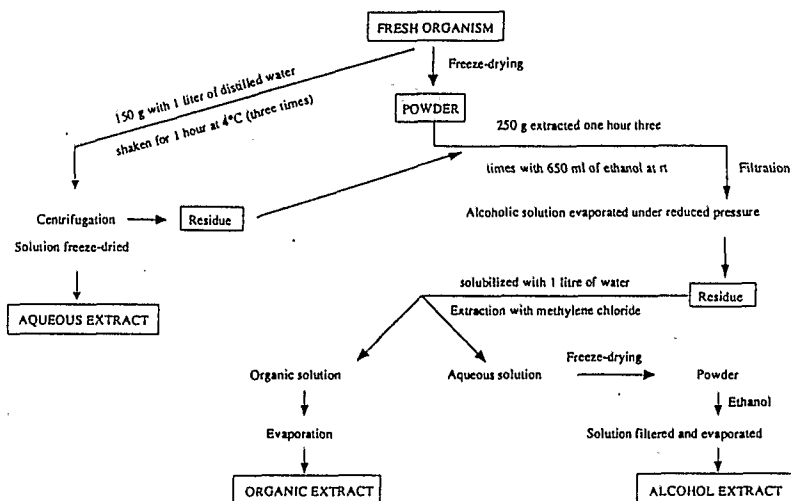 FRESH ORGANISM
Freeze-drying
150 g with 1 liter of distilled water
shaken for 1 hour at 4°C (three times)
POWDER
250 g extracted one hour three
times with 650 ml of ethanol at rt
Filtration
Centrifugation
Residue
Solution freeze-dried
Alcoholic solution evaporated under reduced pressure
AQUEOUS EXTRACT
solubilized with 1 litre of water
Residue
Extraction with methylene chloride
Organic solution
Aqueous solution
Freeze-drying
Powder
Ethanol
Evaporation
Solution filtered and evaporated
ORGANIC EXTRACT
ALCOHOL EXTRACT